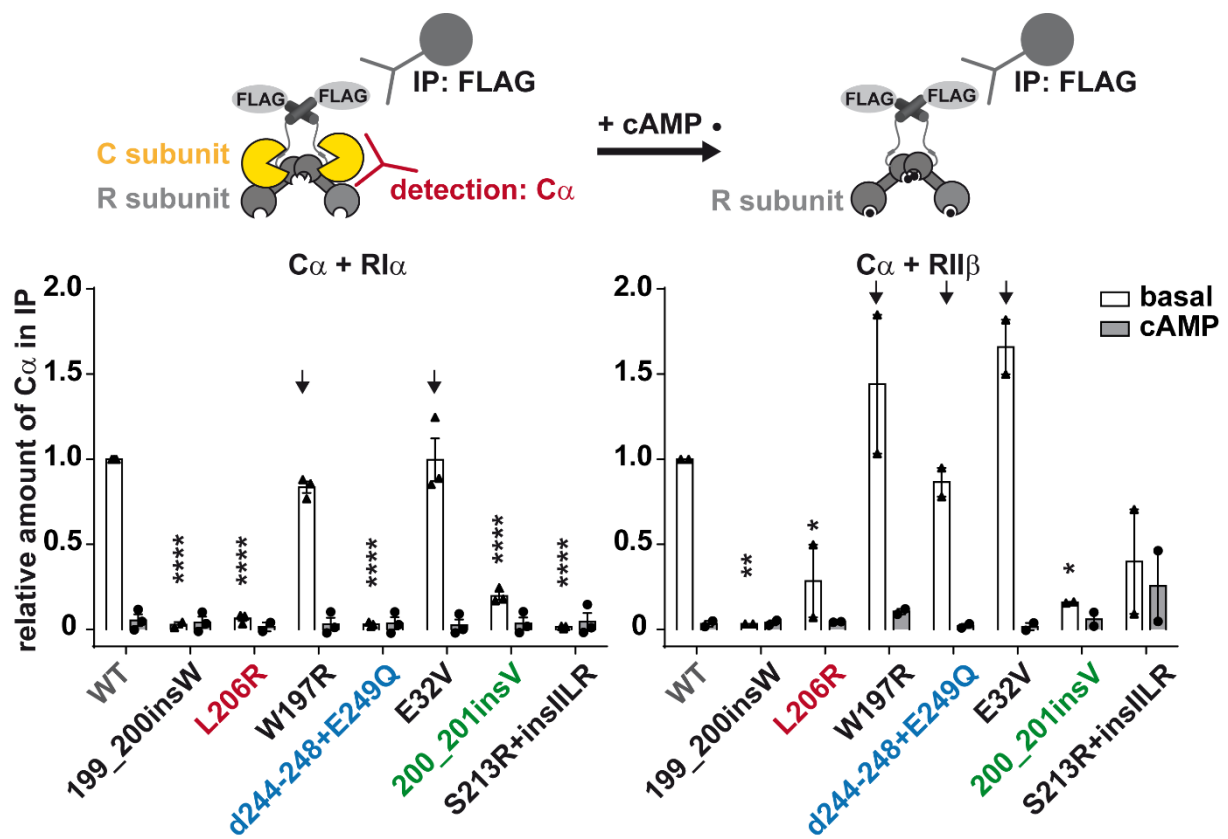 IP: FLAG
FLAG FLAG
C subunit
R subunit
detection: Cα
+ cAMP
IP: FLAG
FLAG FLAG
R subunit
Cα + RIα
relative amount of Cα in IP
2.0
1.5
1.0
0.5
0
****
****
****
****
****
WT
199_200insW
L206R
W197R
d244-248+E249Q
E32V
200_201insV
S213R+insIILR
Cα + RIIβ
basal
cAMP
2.0
1.5
1.0
0.5
0
**
*
*
WT
199_200insW
L206R
W197R
d244-248+E249Q
E32V
200_201insV
S213R+insIILR